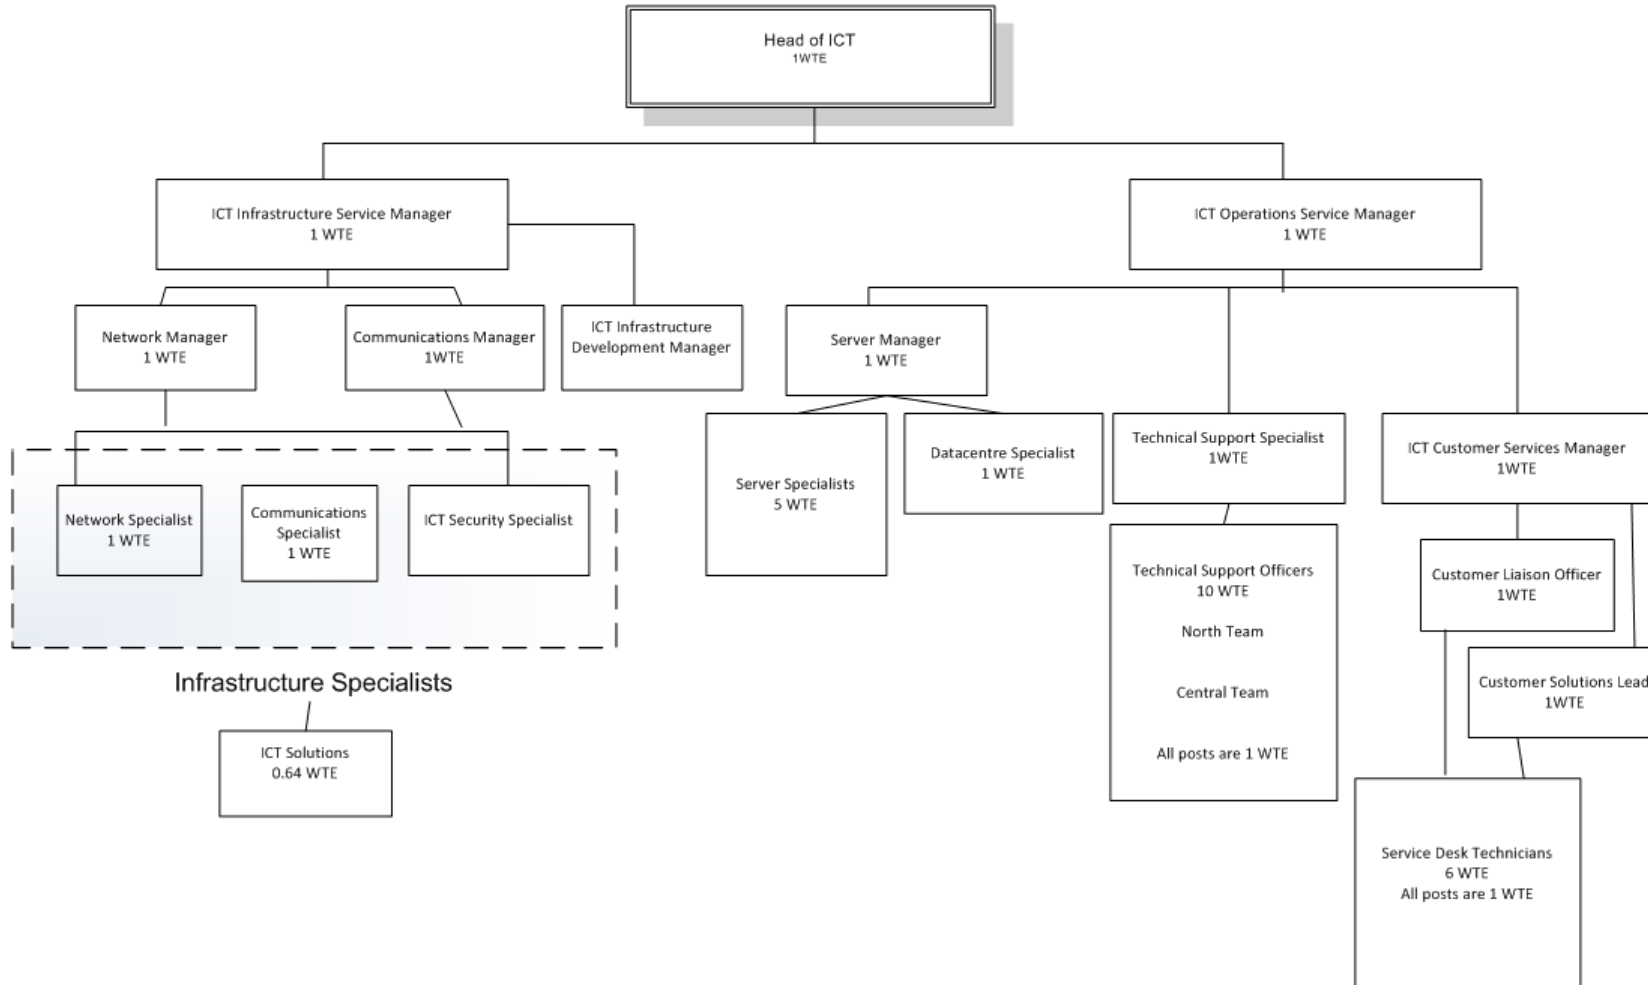 Head of ICT
1WTE
ICT Infrastructure Service Manager
1 WTE
ICT Operations Service Manager
1 WTE
Network Manager
1 WTE
Communications Manager
1WTE
ICT Infrastructure
Development Manager
Server Manager
1 WTE
Server Specialists
5 WTE
Datacentre Specialist
1 WTE
Technical Support Specialist
1WTE
ICT Customer Services Manager
1WTE
Network Specialist
1 WTE
Communications
Specialist
1 WTE
ICT Security Specialist
Infrastructure Specialists
ICT Solutions
0.64 WTE
Technical Support Officers
10 WTE
North Team
Central Team
All posts are 1 WTE
Customer Liaison Officer
1WTE
Customer Solutions Lead
1WTE
Service Desk Technicians
6 WTE
All posts are 1 WTE